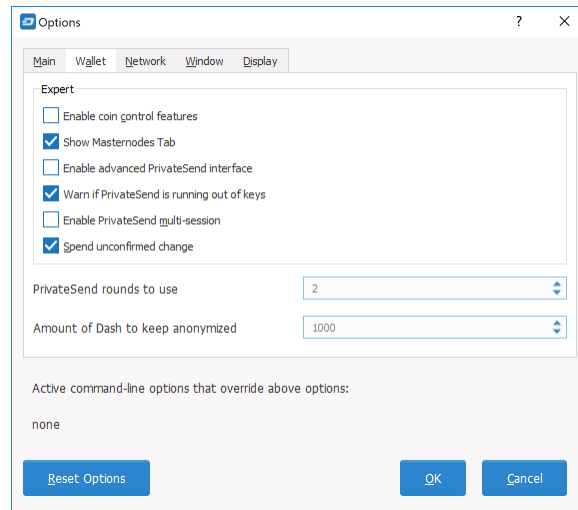 Options
?
Main Wallet Network Window Display
Expert
Enable coin control features
Show Masternodes Tab
Enable advanced PrivateSend interface
Warn if PrivateSend is running out of keys
Enable PrivateSend multi-session
Spend unconfirmed change
PrivateSend rounds to use 2
Amount of Dash to keep anonymized 1000
Active command-line options that override above options:
none
Reset Options OK Cancel